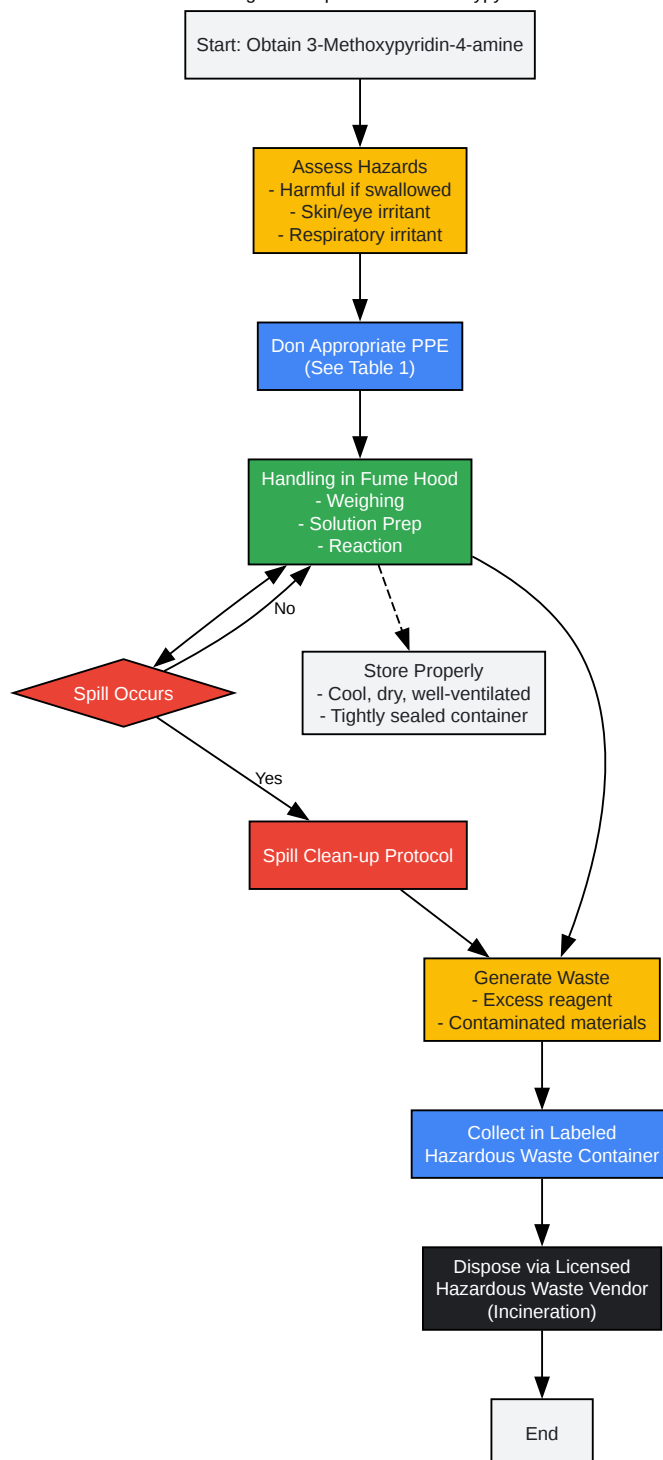 Start: Obtain 3-Methoxypyridin-4-amine
Assess Hazards
- Harmful if swallowed
- Skin/eye irritant
- Respiratory irritant
Don Appropriate PPE
(See Table 1)
Handling in Fume Hood
- Weighing
- Solution Prep
- Reaction
No
Spill Occurs
Store Properly
- Cool, dry, well-ventilated
- Tightly sealed container
Yes
Spill Clean-up Protocol
Generate Waste
- Excess reagent
- Contaminated materials
Collect in Labeled
Hazardous Waste Container
Dispose via Licensed
Hazardous Waste Vendor
(Incineration)
End